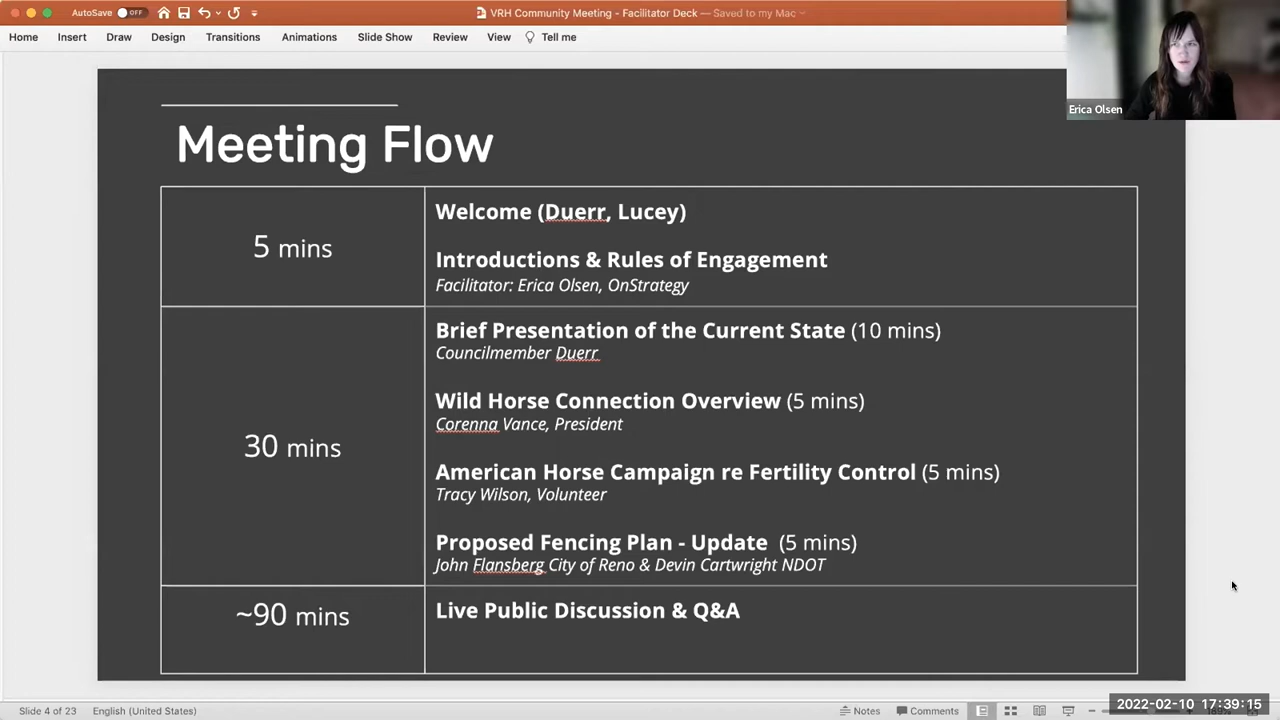 AutoSave OFF
VRH Community Meeting - Facilitator Deck — Saved to my Mac
Home Insert Draw Design Transitions Animations Slide Show Review View Tell me
Erica Olsen
Meeting Flow
5 mins
Welcome (Duerr, Lucey)
Introductions & Rules of Engagement
Facilitator: Erica Olsen, OnStrategy
30 mins
Brief Presentation of the Current State (10 mins)
Councilmember Duerr
Wild Horse Connection Overview (5 mins)
Corenna Vance, President
American Horse Campaign re Fertility Control (5 mins)
Tracy Wilson, Volunteer
Proposed Fencing Plan - Update (5 mins)
John Flansberg City of Reno & Devin Cartwright NDOT
~90 mins
Live Public Discussion & Q&A
Slide 4 of 23 English (United States) Notes Comments
2022-02-10 17:39:15